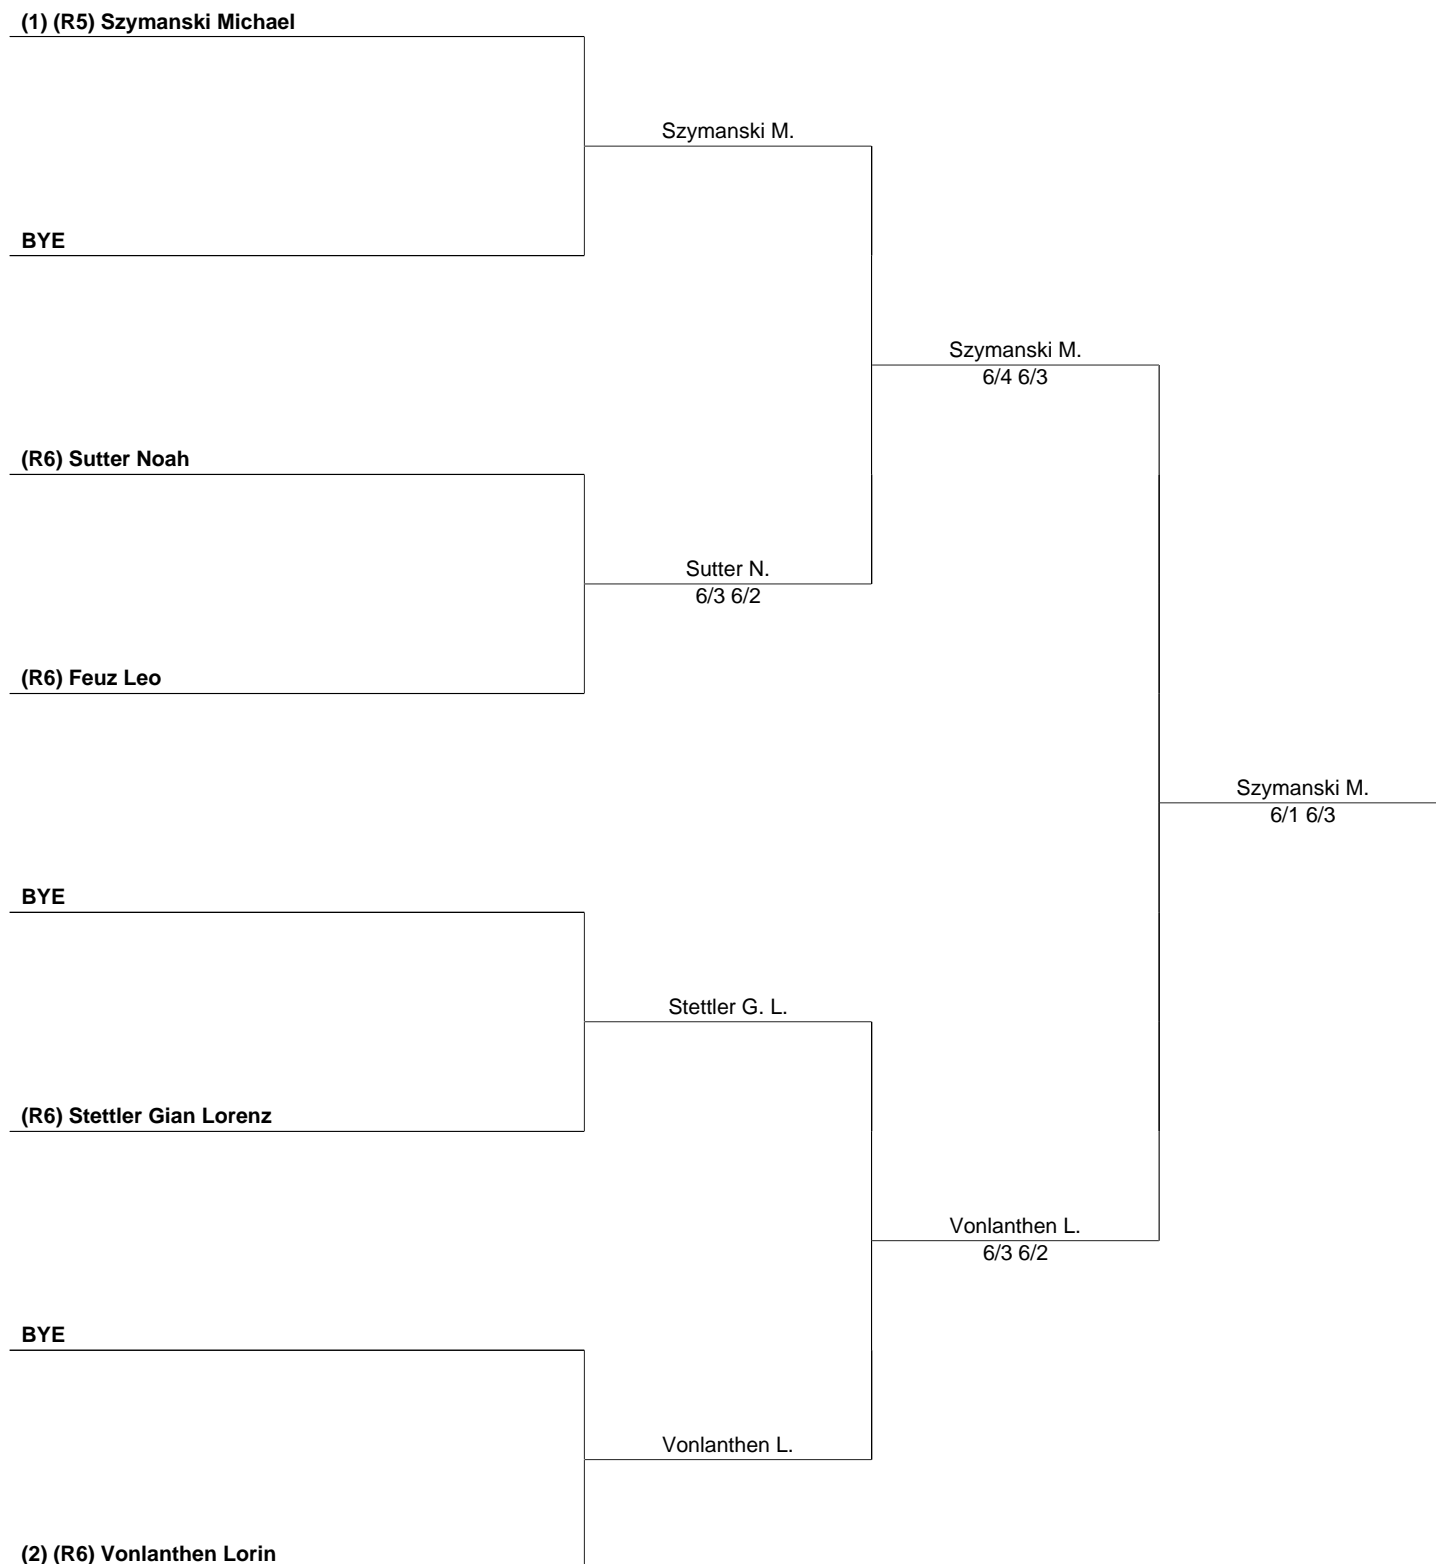 (1) (R5) Szymanski Michael
Szymanski M.
BYE
Szymanski M.
6/4 6/3
(R6) Sutter Noah
Sutter N.
6/3 6/2
(R6) Feuz Leo
Szymanski M.
6/1 6/3
BYE
Stettler G. L.
(R6) Stettler Gian Lorenz
Vonlanthen L.
6/3 6/2
BYE
Vonlanthen L.
(2) (R6) Vonlanthen Lorin